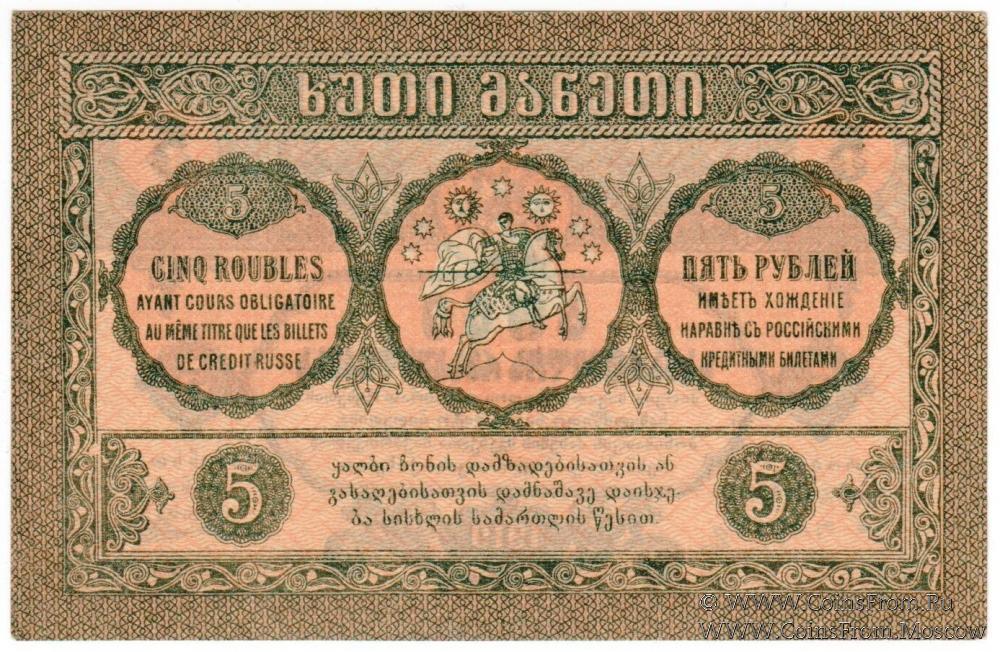 ხუთი მანეთი
5
CINQ ROUBLES
AYANT COURS OBLIGATOIRE
AU MÊME TITRE QUE LES BILLETS
DE CREDIT RUSSE
5
ПЯТЬ РУБЛЕЙ
ИМѢЕТЪ ХОЖДЕНІЕ
НАРАВНѢ СЪ РОССІЙСКИМИ
КРЕДИТНЫМИ БИЛЕТАМИ
5
ყალბი ბონის დამზადებისათვის ან
გასაღებისათვის დამნაშავე დაისჯე-
ბა სისხლის სამართლის წესით.
5
© WWW.CoinsFrom.Ru
WWW.CoinsFrom.Moscow